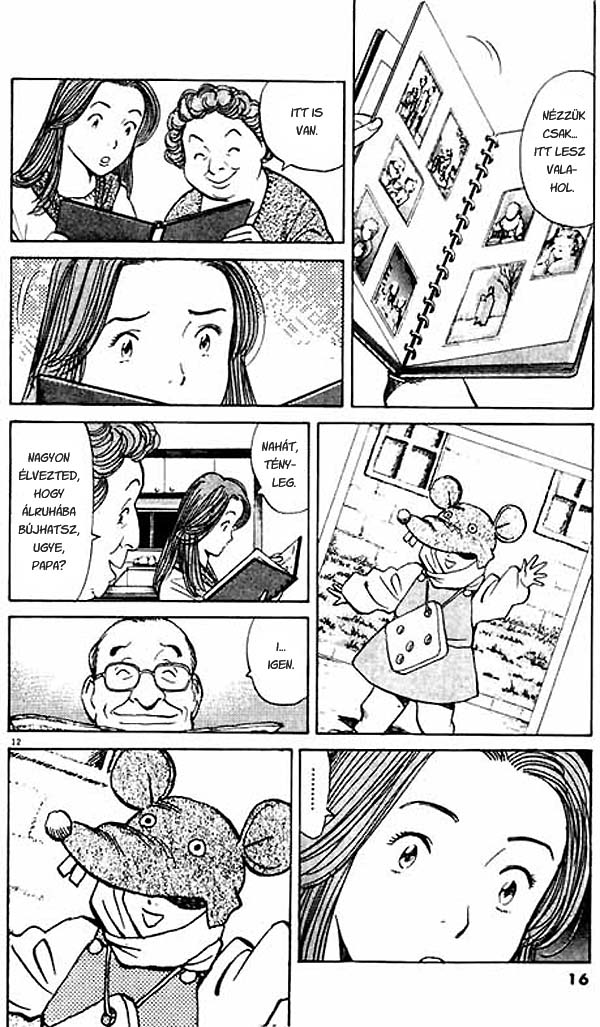 NÉZZÜK
CSAK...
ITT LESZ
VALA-
HOL.
ITT IS
VAN.
NAHÁT,
TÉNY-
LEG.
NAGYON
ÉLVEZTED,
HOGY
ÁLRUHÁBA
BÚJHATSZ,
UGYE,
PAPA?
I...
IGEN.
12
........
16